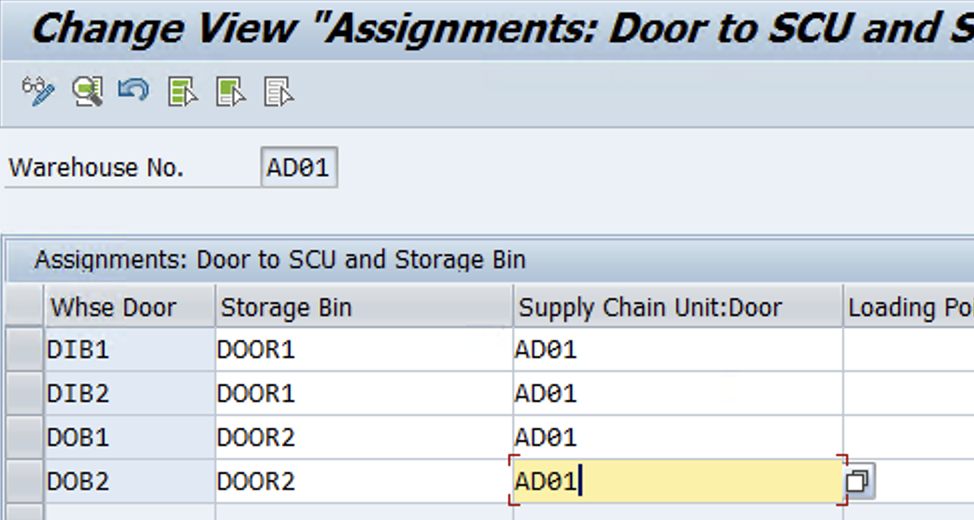 Change View "Assignments: Door to SCU and S
Warehouse No. AD01
Assignments: Door to SCU and Storage Bin
Whse Door Storage Bin Supply Chain Unit:Door Loading Po
DIB1 DOOR1 AD01
DIB2 DOOR1 AD01
DOB1 DOOR2 AD01
DOB2 DOOR2 AD01